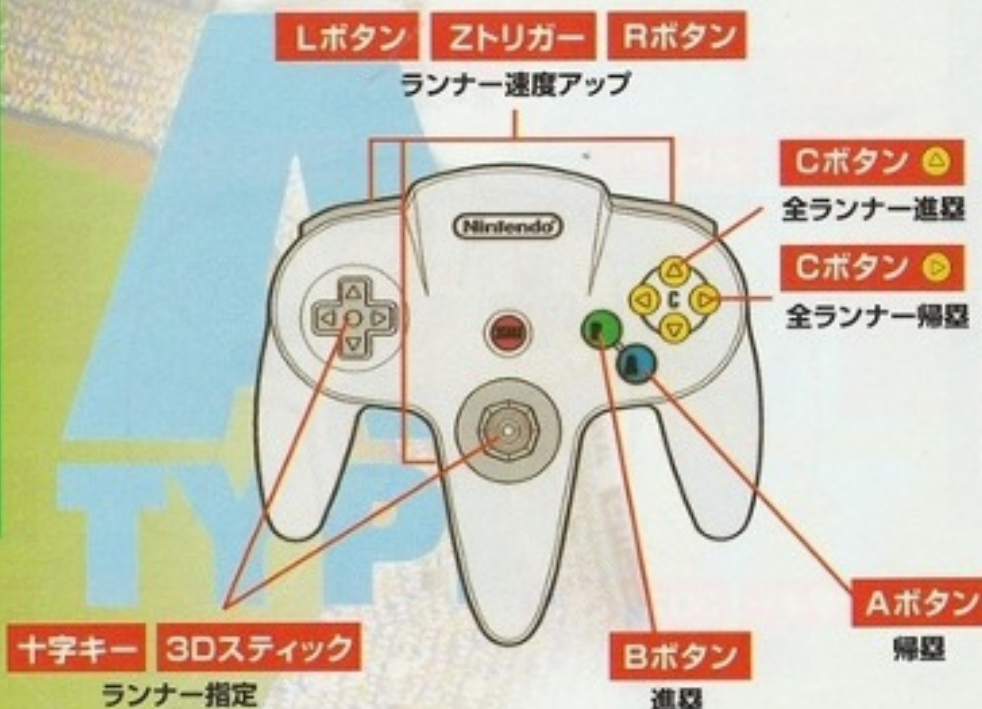 Lボタン Zトリガー Rボタン
ランナー速度アップ
Cボタン
全ランナー進塁
Cボタン
全ランナー帰塁
Nintendo
C
B
A
A
TYP
十字キー 3Dスティック
ランナー指定
Bボタン
進塁
Aボタン
帰塁